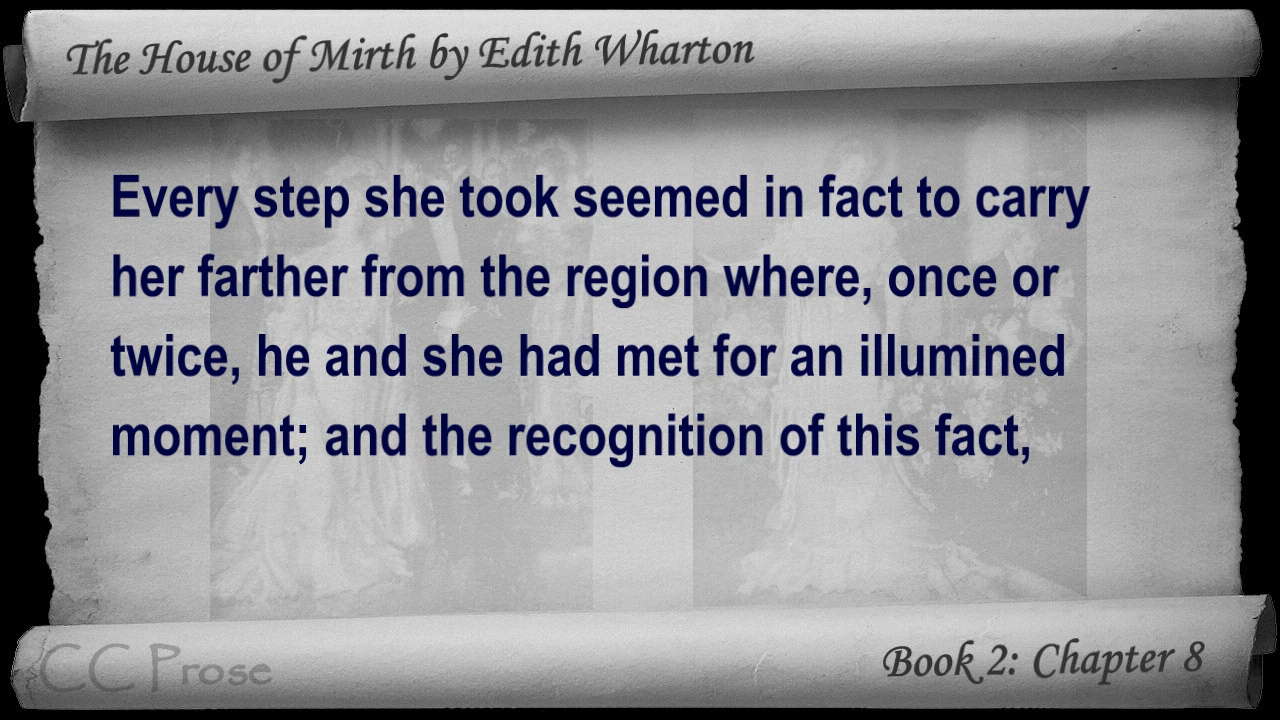 The House of Mirth by Edith Wharton
Every step she took seemed in fact to carry
her farther from the region where, once or
twice, he and she had met for an illumined
moment; and the recognition of this fact,
CC Prose
Book 2: Chapter 8